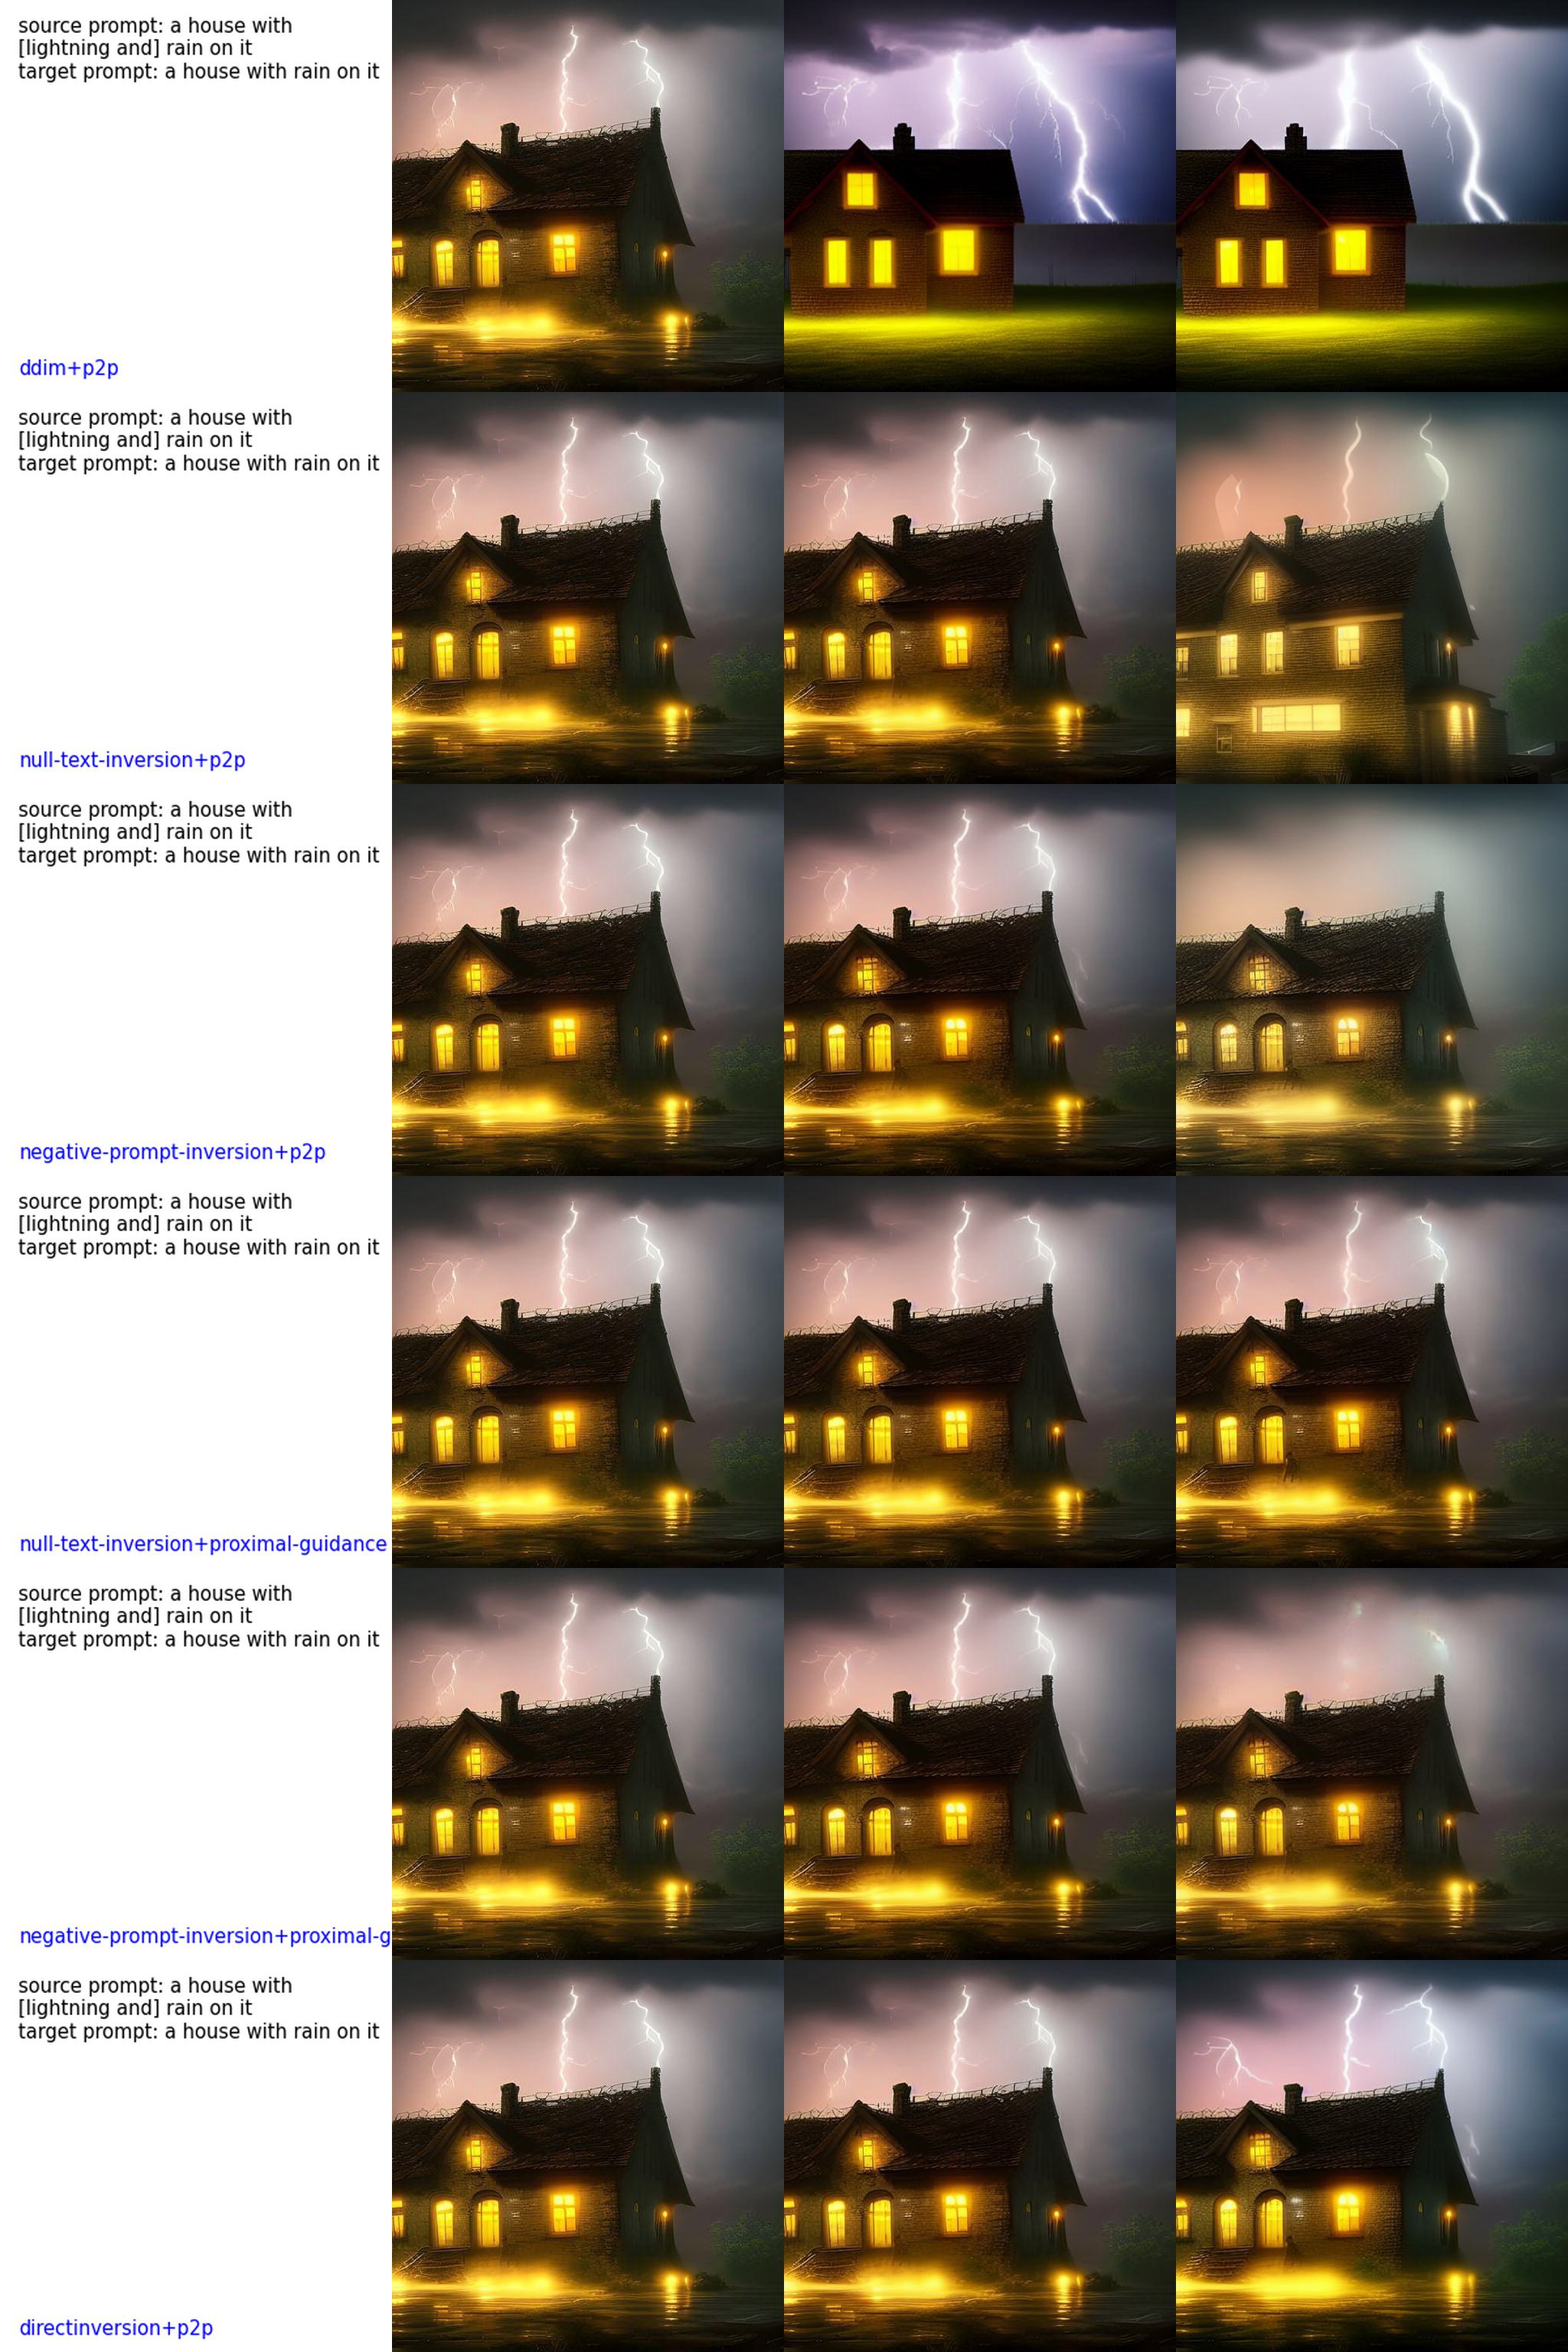 source prompt: a house with
[lightning and] rain on it
target prompt: a house with rain on it
ddim+p2p
source prompt: a house with
[lightning and] rain on it
target prompt: a house with rain on it
null-text-inversion+p2p
source prompt: a house with
[lightning and] rain on it
target prompt: a house with rain on it
negative-prompt-inversion+p2p
source prompt: a house with
[lightning and] rain on it
target prompt: a house with rain on it
null-text-inversion+proximal-guidance
source prompt: a house with
[lightning and] rain on it
target prompt: a house with rain on it
negative-prompt-inversion+proximal-g
source prompt: a house with
[lightning and] rain on it
target prompt: a house with rain on it
directinversion+p2p